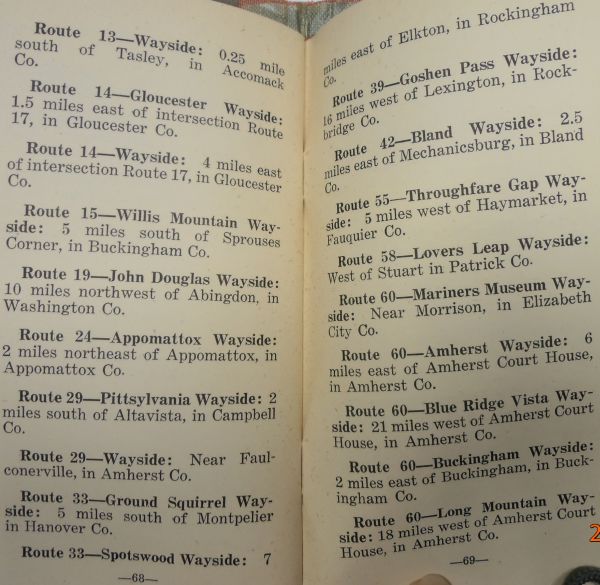 Route 13—Wayside: 0.25 mile
south of Tasley, in Accomack
Co.
Route 14—Gloucester Wayside:
1.5 miles east of intersection Route
17, in Gloucester Co.
Route 14—Wayside: 4 miles east
of intersection Route 17, in Gloucester
Co.
Route 15—Willis Mountain Way-
side: 5 miles south of Sprouses
Corner, in Buckingham Co.
Route 19—John Douglas Wayside:
10 miles northwest of Abingdon, in
Washington Co.
Route 24—Appomattox Wayside:
2 miles northeast of Appomattox, in
Appomattox Co.
Route 29—Pittsylvania Wayside: 2
miles south of Altavista, in Campbell
Co.
Route 29—Wayside: Near Faul-
conerville, in Amherst Co.
Route 33—Ground Squirrel Way-
side: 5 miles south of Montpelier
in Hanover Co.
Route 33—Spotswood Wayside: 7
—68—
miles east of Elkton, in Rockingham
Co.
Route 39—Goshen Pass Wayside:
16 miles west of Lexington, in Rock-
bridge Co.
Route 42—Bland Wayside: 2.5
miles east of Mechanicsburg, in Bland
Co.
Route 55—Throughfare Gap Way-
side: 5 miles west of Haymarket, in
Fauquier Co.
Route 58—Lovers Leap Wayside:
West of Stuart in Patrick Co.
Route 60—Mariners Museum Way-
side: Near Morrison, in Elizabeth
City Co.
Route 60—Amherst Wayside: 6
miles east of Amherst Court House,
in Amherst Co.
Route 60—Blue Ridge Vista Way-
side: 21 miles west of Amherst Court
House, in Amherst Co.
Route 60—Buckingham Wayside:
2 miles east of Buckingham, in Buck-
ingham Co.
Route 60—Long Mountain Way-
side: 18 miles west of Amherst Court
House, in Amherst Co.
—69—
2